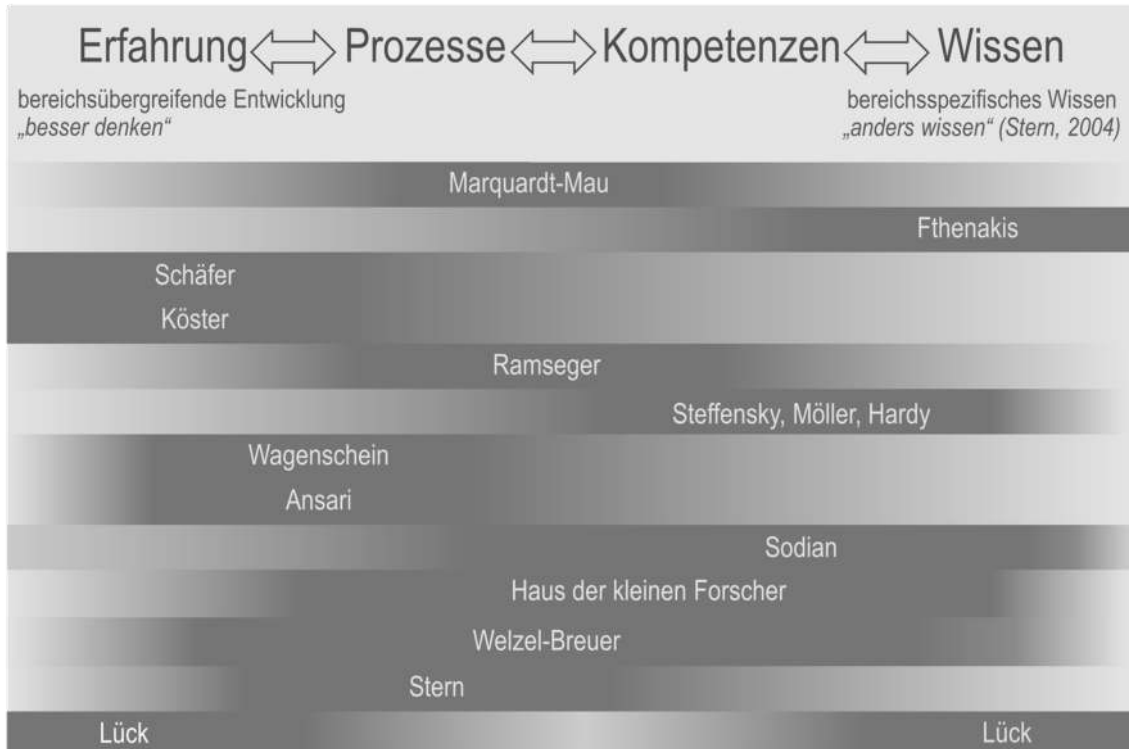 Erfahrung Prozesse Kompetenzen Wissen
bereichsübergreifende Entwicklung bereichsspezifisches Wissen
„besser denken“ „anders wissen“ (Stern, 2004)
Marquardt-Mau
Fthenakis
Schäfer
Köster
Ramseger
Steffensky, Möller, Hardy
Wagenschein
Ansari
Sodian
Haus der kleinen Forscher
Welzel-Breuer
Stern
Lück Lück